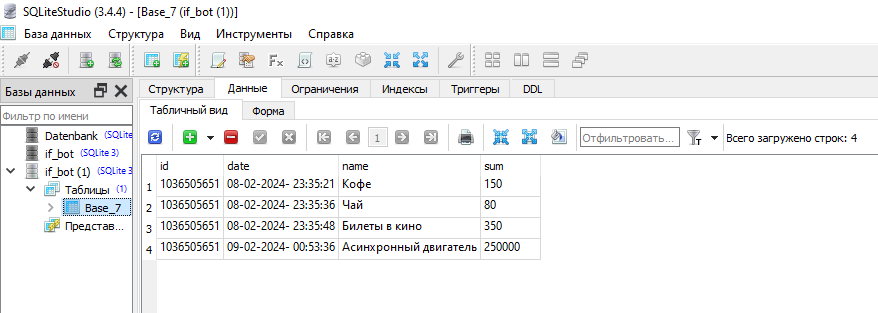 SQLiteStudio (3.4.4) - [Base_7 (if_bot (1))]
База данных Структура Вид Инструменты Справка
Базы данных
Фильтр по имени
Datenbank (SQLite
if_bot (SQLite 3)
if_bot (1) (SQLite 3
Таблицы (1)
Base_7
Представ...
Структура Данные Ограничения Индексы Триггеры DDL
Табличный вид Форма
1 Отфильтровать... T Всего загружено строк: 4
id date name sum
1 1036505651 08-02-2024- 23:35:21 Кофе 150
2 1036505651 08-02-2024- 23:35:36 Чай 80
3 1036505651 08-02-2024- 23:35:48 Билеты в кино 350
4 1036505651 09-02-2024- 00:53:36 Асинхронный двигатель 250000